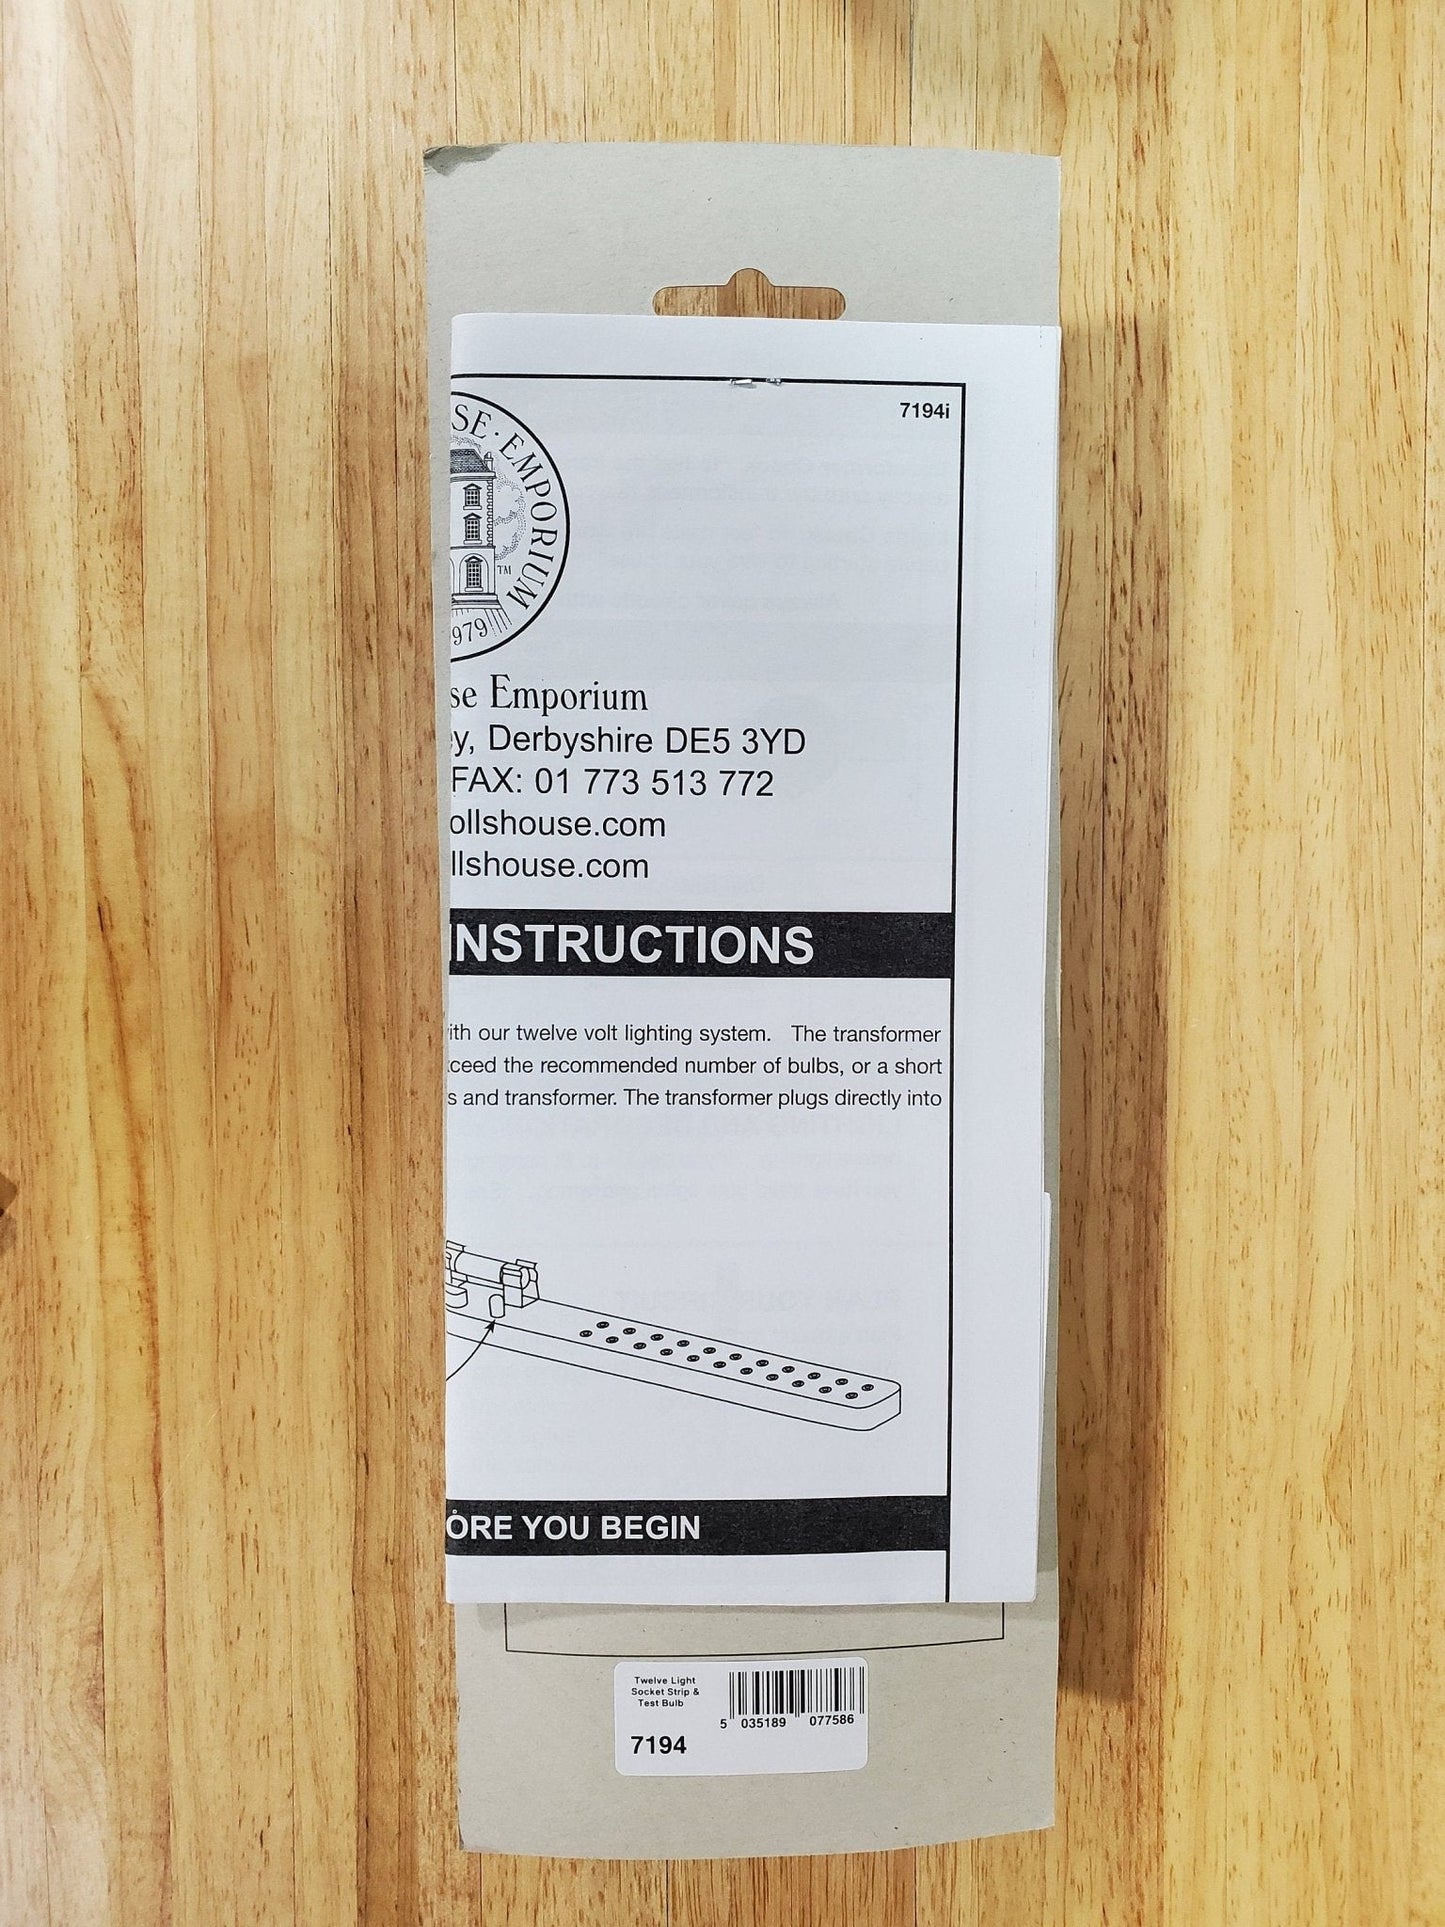 7194i
SE · EMPORIUM
TM
979
se Emporium
y, Derbyshire DE5 3YD
FAX: 01 773 513 772
ollshouse.com
llshouse.com
INSTRUCTIONS
ith our twelve volt lighting system. The transformer
ceed the recommended number of bulbs, or a short
s and transformer. The transformer plugs directly into
ORE YOU BEGIN
Twelve Light
Socket Strip &
Test Bulb
7194
5 035189 077586